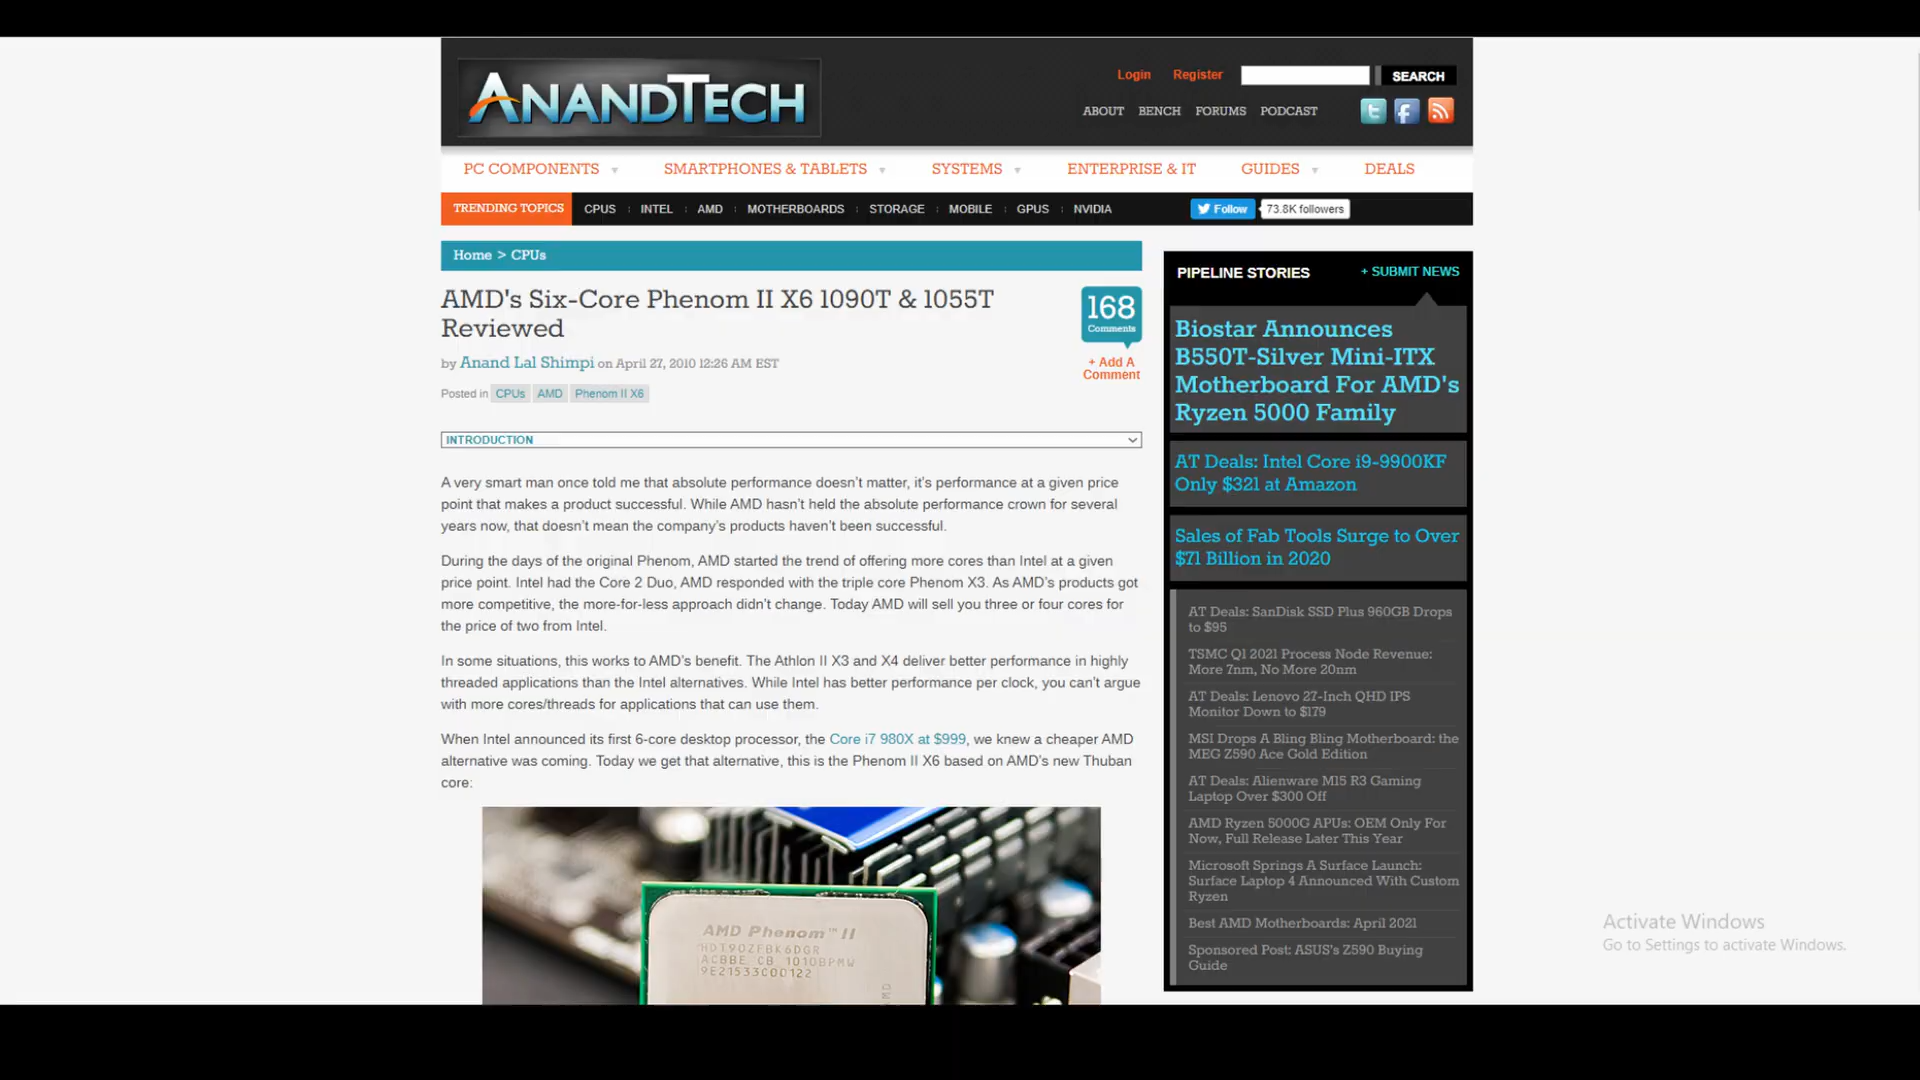 ANANDTECH
Login Register SEARCH
ABOUT BENCH FORUMS PODCAST
PC COMPONENTS SMARTPHONES & TABLETS SYSTEMS ENTERPRISE & IT GUIDES DEALS
TRENDING TOPICS CPUS INTEL AMD MOTHERBOARDS STORAGE MOBILE GPUS NVIDIA Follow 73.8K followers
Home > CPUs
AMD's Six-Core Phenom II X6 1090T & 1055T
Reviewed
by Anand Lal Shimpi on April 27, 2010 12:26 AM EST
Posted in CPUs AMD Phenom II X6
168
Comments
+ Add A
Comment
INTRODUCTION
A very smart man once told me that absolute performance doesn't matter, it's performance at a given price
point that makes a product successful. While AMD hasn't held the absolute performance crown for several
years now, that doesn't mean the company's products haven't been successful.
During the days of the original Phenom, AMD started the trend of offering more cores than Intel at a given
price point. Intel had the Core 2 Duo, AMD responded with the triple core Phenom X3. As AMD's products got
more competitive, the more-for-less approach didn't change. Today AMD will sell you three or four cores for
the price of two from Intel.
In some situations, this works to AMD's benefit. The Athlon II X3 and X4 deliver better performance in highly
threaded applications than the Intel alternatives. While Intel has better performance per clock, you can't argue
with more cores/threads for applications that can use them.
When Intel announced its first 6-core desktop processor, the Core i7 980X at $999, we knew a cheaper AMD
alternative was coming. Today we get that alternative, this is the Phenom II X6 based on AMD's new Thuban
core:
AMD Phenom™ II
HDT90ZFBK6DGR
ACBBE CB 1010BPMW
9E21533C00122
AMD
PIPELINE STORIES + SUBMIT NEWS
Biostar Announces
B550T-Silver Mini-ITX
Motherboard For AMD's
Ryzen 5000 Family
AT Deals: Intel Core i9-9900KF
Only $321 at Amazon
Sales of Fab Tools Surge to Over
$71 Billion in 2020
AT Deals: SanDisk SSD Plus 960GB Drops
to $95
TSMC Q1 2021 Process Node Revenue:
More 7nm, No More 20nm
AT Deals: Lenovo 27-Inch QHD IPS
Monitor Down to $179
MSI Drops A Bling Bling Motherboard: the
MEG Z590 Ace Gold Edition
AT Deals: Alienware M15 R3 Gaming
Laptop Over $300 Off
AMD Ryzen 5000G APUs: OEM Only For
Now, Full Release Later This Year
Microsoft Springs A Surface Launch:
Surface Laptop 4 Announced With Custom
Ryzen
Best AMD Motherboards: April 2021
Sponsored Post: ASUS's Z590 Buying
Guide
Activate Windows
Go to Settings to activate Windows.